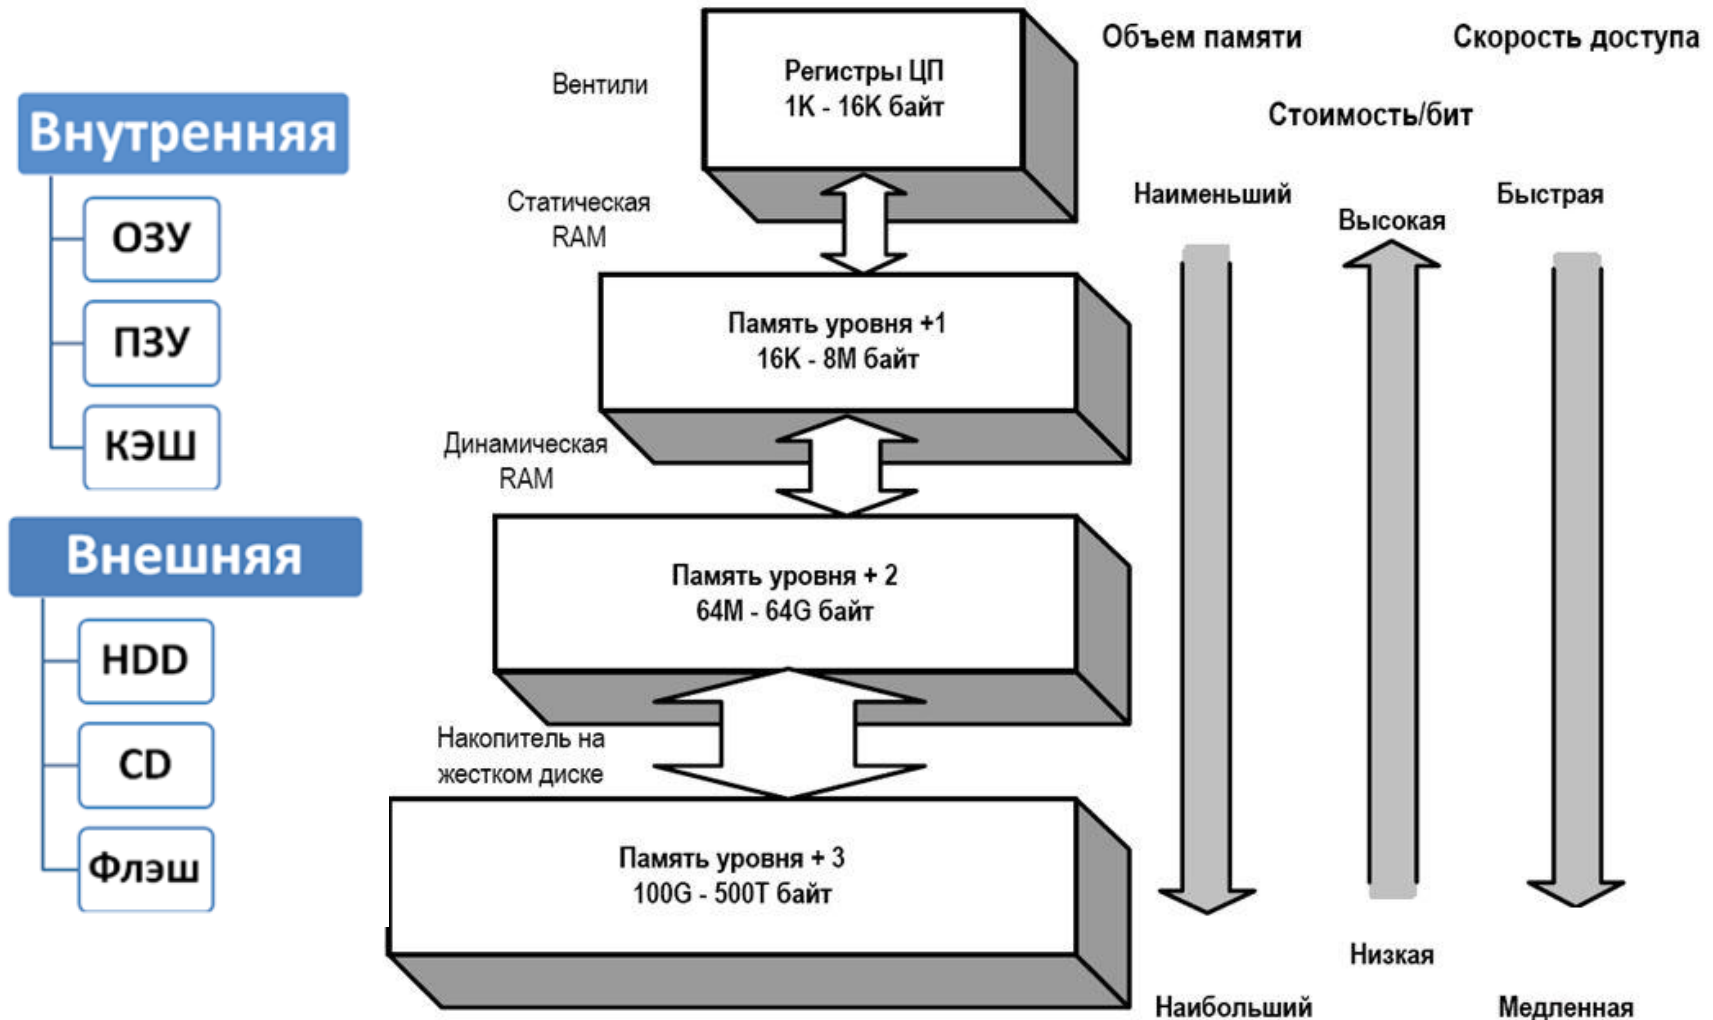 Внутренняя
ОЗУ
ПЗУ
КЭШ
Внешняя
HDD
CD
Флэш
Вентили
Регистры ЦП
1K - 16K байт
Статическая
RAM
Память уровня +1
16K - 8M байт
Динамическая
RAM
Память уровня + 2
64M - 64G байт
Накопитель на
жестком диске
Память уровня + 3
100G - 500T байт
Объем памяти
Скорость доступа
Стоимость/бит
Наименьший
Высокая
Быстрая
Низкая
Наибольший
Медленная